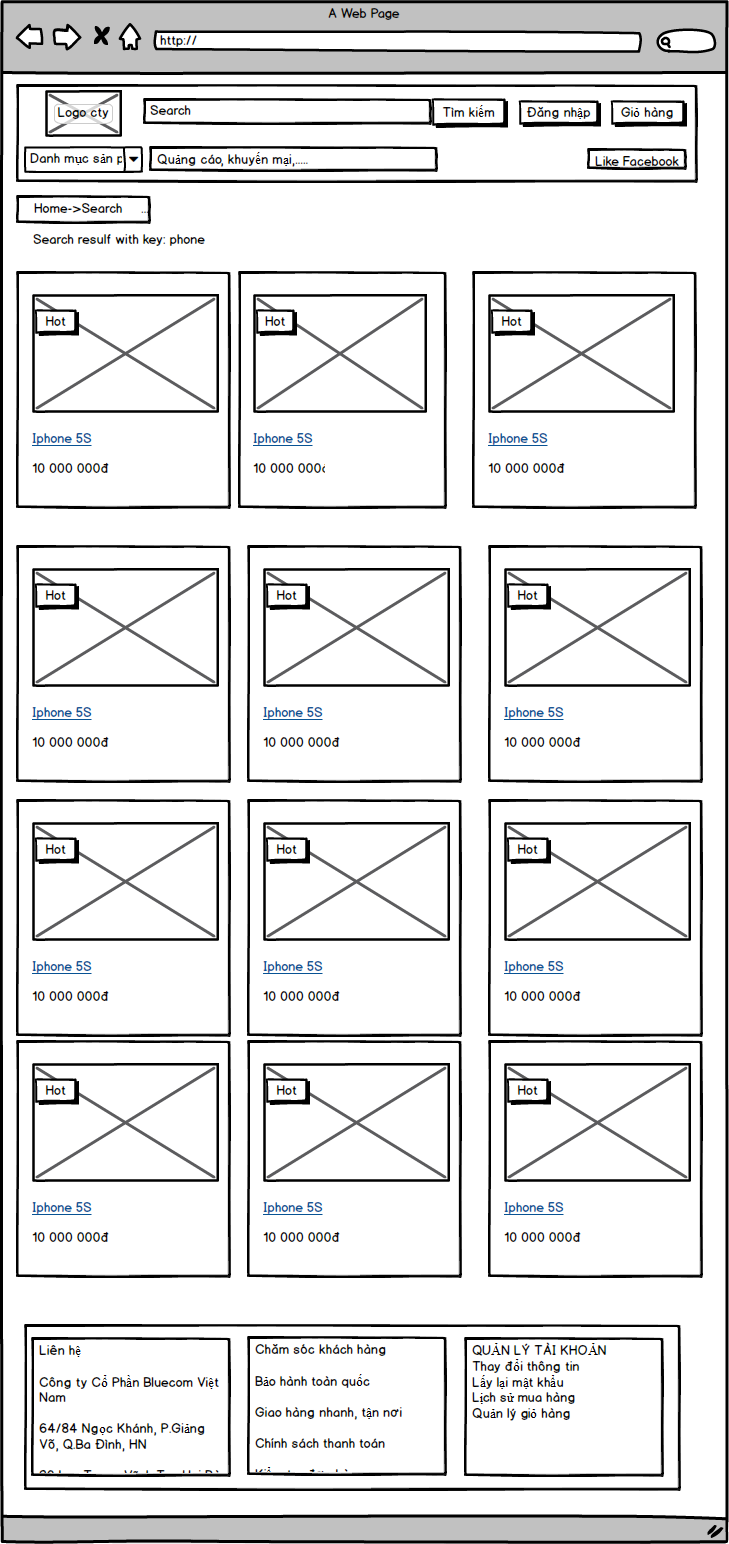 A Web Page
http://
Logo cty
Search
Tìm kiếm
Đăng nhập
Giỏ hàng
Danh mục sản p
Quảng cáo, khuyến mại,.....
Like Facebook
Home->Search ...
Search resulf with key: phone
Hot
Hot
Hot
Iphone 5S
Iphone 5S
Iphone 5S
10 000 000đ
10 000 000
10 000 000đ
Hot
Hot
Hot
Iphone 5S
Iphone 5S
Iphone 5S
10 000 000đ
10 000 000đ
10 000 000đ
Hot
Hot
Hot
Iphone 5S
Iphone 5S
Iphone 5S
10 000 000đ
10 000 000đ
10 000 000đ
Hot
Hot
Hot
Iphone 5S
Iphone 5S
Iphone 5S
10 000 000đ
10 000 000đ
10 000 000đ
Liên hệ
Công ty Cổ Phần Bluecom Việt
Nam
64/84 Ngọc Khánh, P.Giảng
Võ, Q.Ba Đình, HN
Chăm sóc khách hàng
Bảo hành toàn quốc
Giao hàng nhanh, tận nơi
Chính sách thanh toán
QUẢN LÝ TÀI KHOẢN
Thay đổi thông tin
Lấy lại mật khẩu
Lịch sử mua hàng
Quản lý giỏ hàng